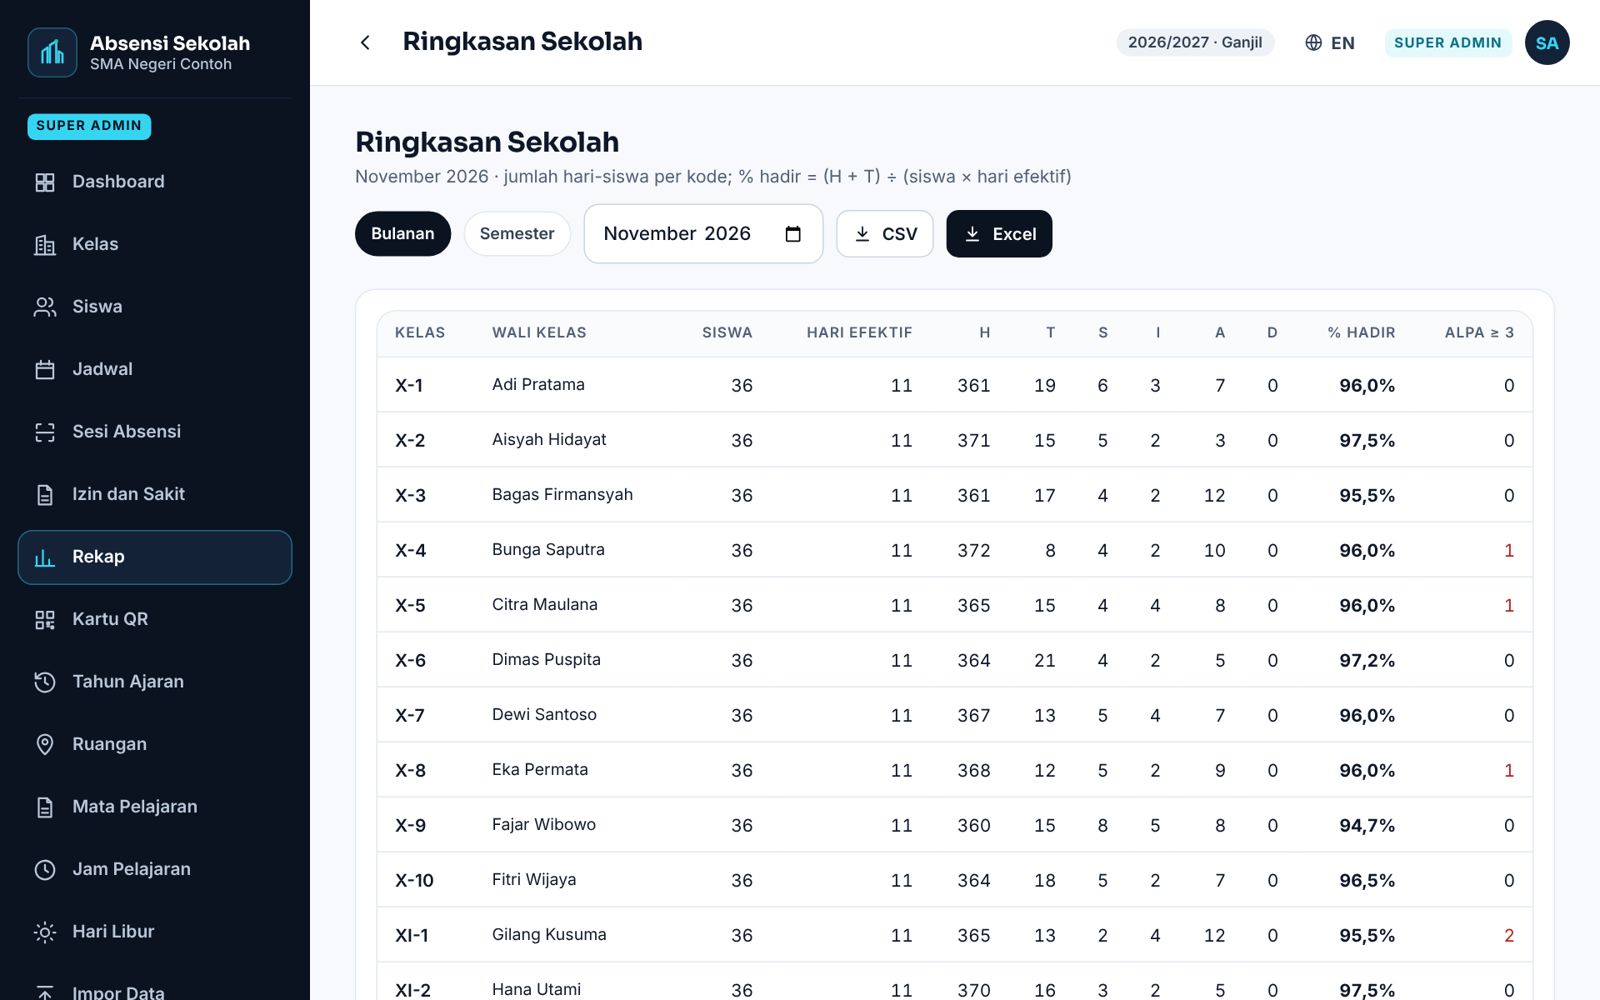 Absensi Sekolah
SMA Negeri Contoh
SUPER ADMIN
Dashboard
Kelas
Siswa
Jadwal
Sesi Absensi
Izin dan Sakit
Rekap
Kartu QR
Tahun Ajaran
Ruangan
Mata Pelajaran
Jam Pelajaran
Hari Libur
Impor Data
Ringkasan Sekolah
2026/2027 · Ganjil
EN
SUPER ADMIN
SA
Ringkasan Sekolah
November 2026 · jumlah hari-siswa per kode; % hadir = (H + T) ÷ (siswa × hari efektif)
Bulanan
Semester
November 2026
CSV
Excel
KELAS WALI KELAS SISWA HARI EFEKTIF H T S I A D % HADIR ALPA ≥ 3
X-1 Adi Pratama 36 11 361 19 6 3 7 0 96,0% 0
X-2 Aisyah Hidayat 36 11 371 15 5 2 3 0 97,5% 0
X-3 Bagas Firmansyah 36 11 361 17 4 2 12 0 95,5% 0
X-4 Bunga Saputra 36 11 372 8 4 2 10 0 96,0% 1
X-5 Citra Maulana 36 11 365 15 4 4 8 0 96,0% 1
X-6 Dimas Puspita 36 11 364 21 4 2 5 0 97,2% 0
X-7 Dewi Santoso 36 11 367 13 5 4 7 0 96,0% 0
X-8 Eka Permata 36 11 368 12 5 2 9 0 96,0% 1
X-9 Fajar Wibowo 36 11 360 15 8 5 8 0 94,7% 0
X-10 Fitri Wijaya 36 11 364 18 5 2 7 0 96,5% 0
XI-1 Gilang Kusuma 36 11 365 13 2 4 12 0 95,5% 2
XI-2 Hana Utami 36 11 370 16 3 2 5 0 97,5% 0